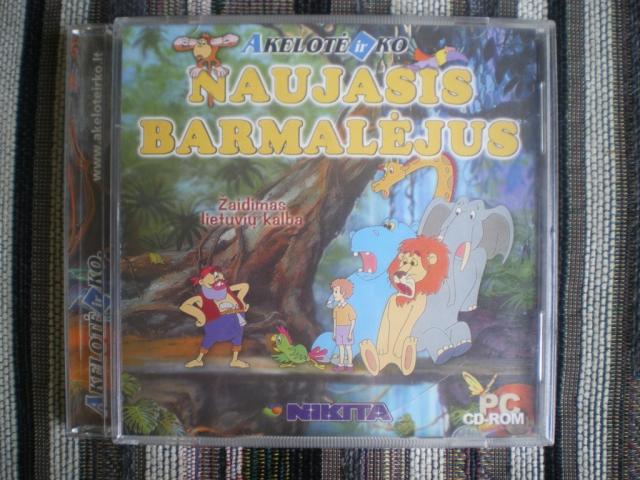 www.akeloteirko.lt
AKELOTĖ ir KO.
AKELOTĖ ir KO
NAUJASIS
BARMALĖJUS
Žaidimas
lietuvių kalba
NIKITA
PC
CD-ROM